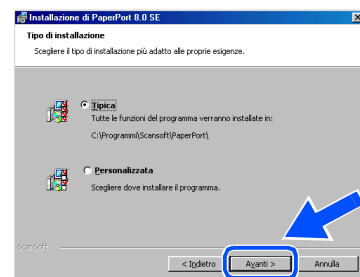 Installazione di PaperPort 8.0 SE
Tipo di installazione
Scegliere il tipo di installazione più adatto alle proprie esigenze.
Tipica
Tutte le funzioni del programma verranno installate in:
C:\Programmi\Scansoft\PaperPort\
Personalizzata
Scegliere dove installare il programma.
ScanSoft
< Indietro
Avanti >
Annulla